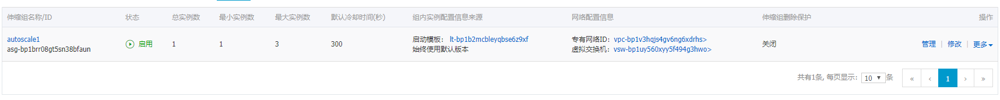 伸缩组名称/ID 状态 总实例数 最小实例数 最大实例数 默认冷却时间(秒) 组内实例配置信息来源 网络配置信息 伸缩组删除保护 操作
autoscale1
asg-bp1brr08gt5sn38bfaun
启用 1 1 3 300
启动模板: lt-bp1b2mcbleyqbse6z9xf
始终使用默认版本
专有网络ID: vpc-bp1v3hqjs4gv6ng6xdrhs>
虚拟交换机: vsw-bp1uy560xyy5f494g3hwo>
关闭 管理 | 修改 | 更多
共有1条, 每页显示: 10 条 « ‹ 1 › »